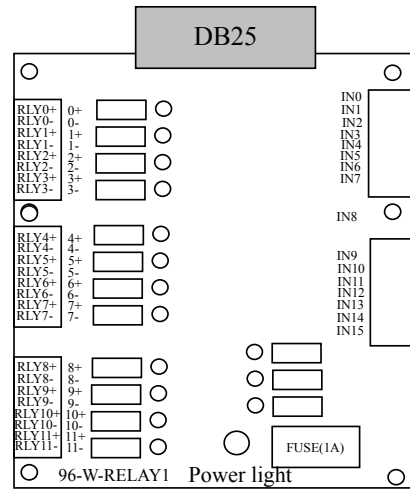 DB25
RLY0+ 0+
RLY0- 0-
RLY1+ 1+
RLY1- 1-
RLY2+ 2+
RLY2- 2-
RLY3+ 3+
RLY3- 3-
IN0
IN1
IN2
IN3
IN4
IN5
IN6
IN7
IN8
RLY4+ 4+
RLY4- 4-
RLY5+ 5+
RLY5- 5-
RLY6+ 6+
RLY6- 6-
RLY7+ 7+
RLY7- 7-
IN9
IN10
IN11
IN12
IN13
IN14
IN15
RLY8+ 8+
RLY8- 8-
RLY9+ 9+
RLY9- 9-
RLY10+ 10+
RLY10- 10-
RLY11+ 11+
RLY11- 11-
FUSE(1A)
96-W-RELAY1 Power light